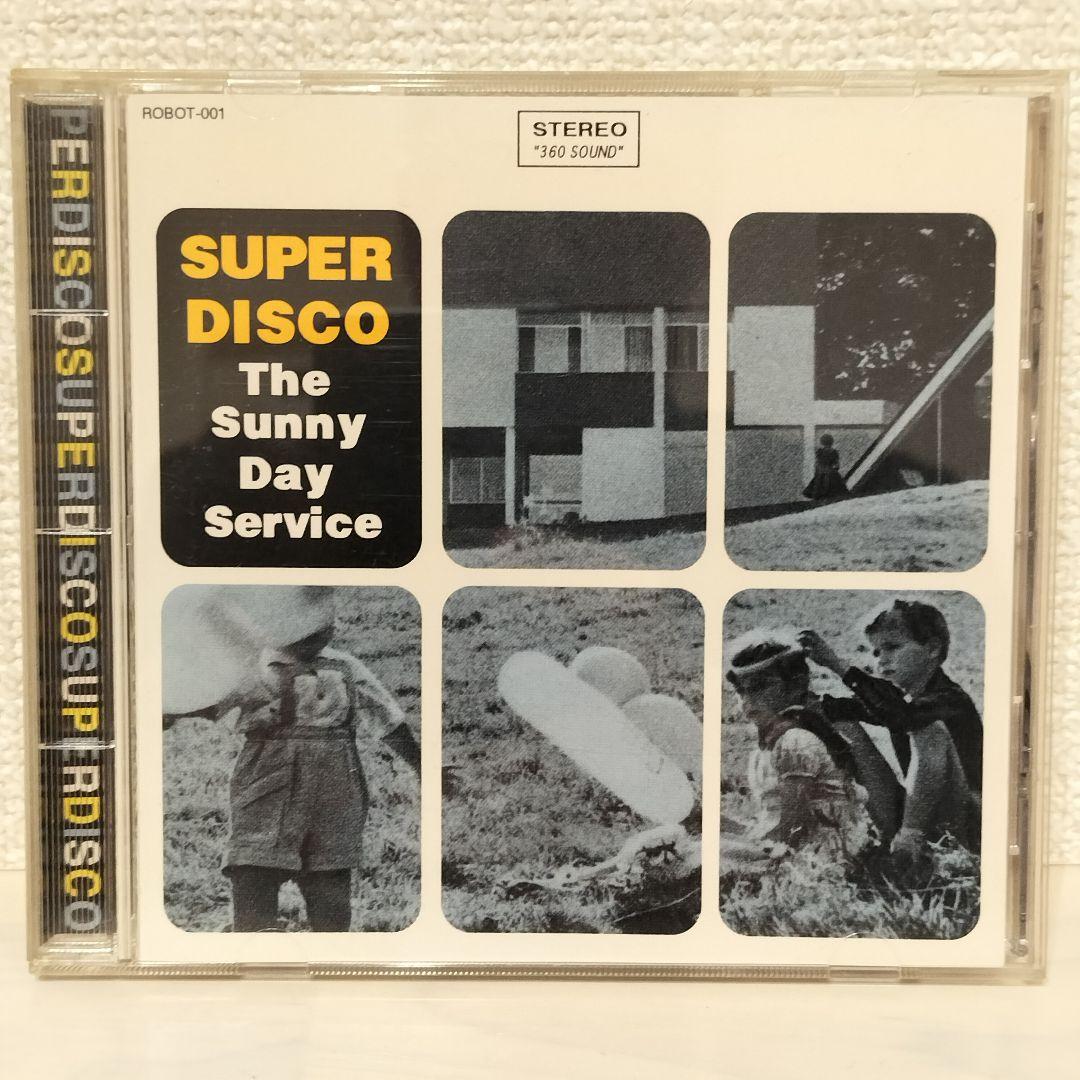 ROBOT-001
STEREO
"360 SOUND"
SUPER
DISCO
The
Sunny
Day
Service
PERDISCOSUPERDISCOSUPERDISCO